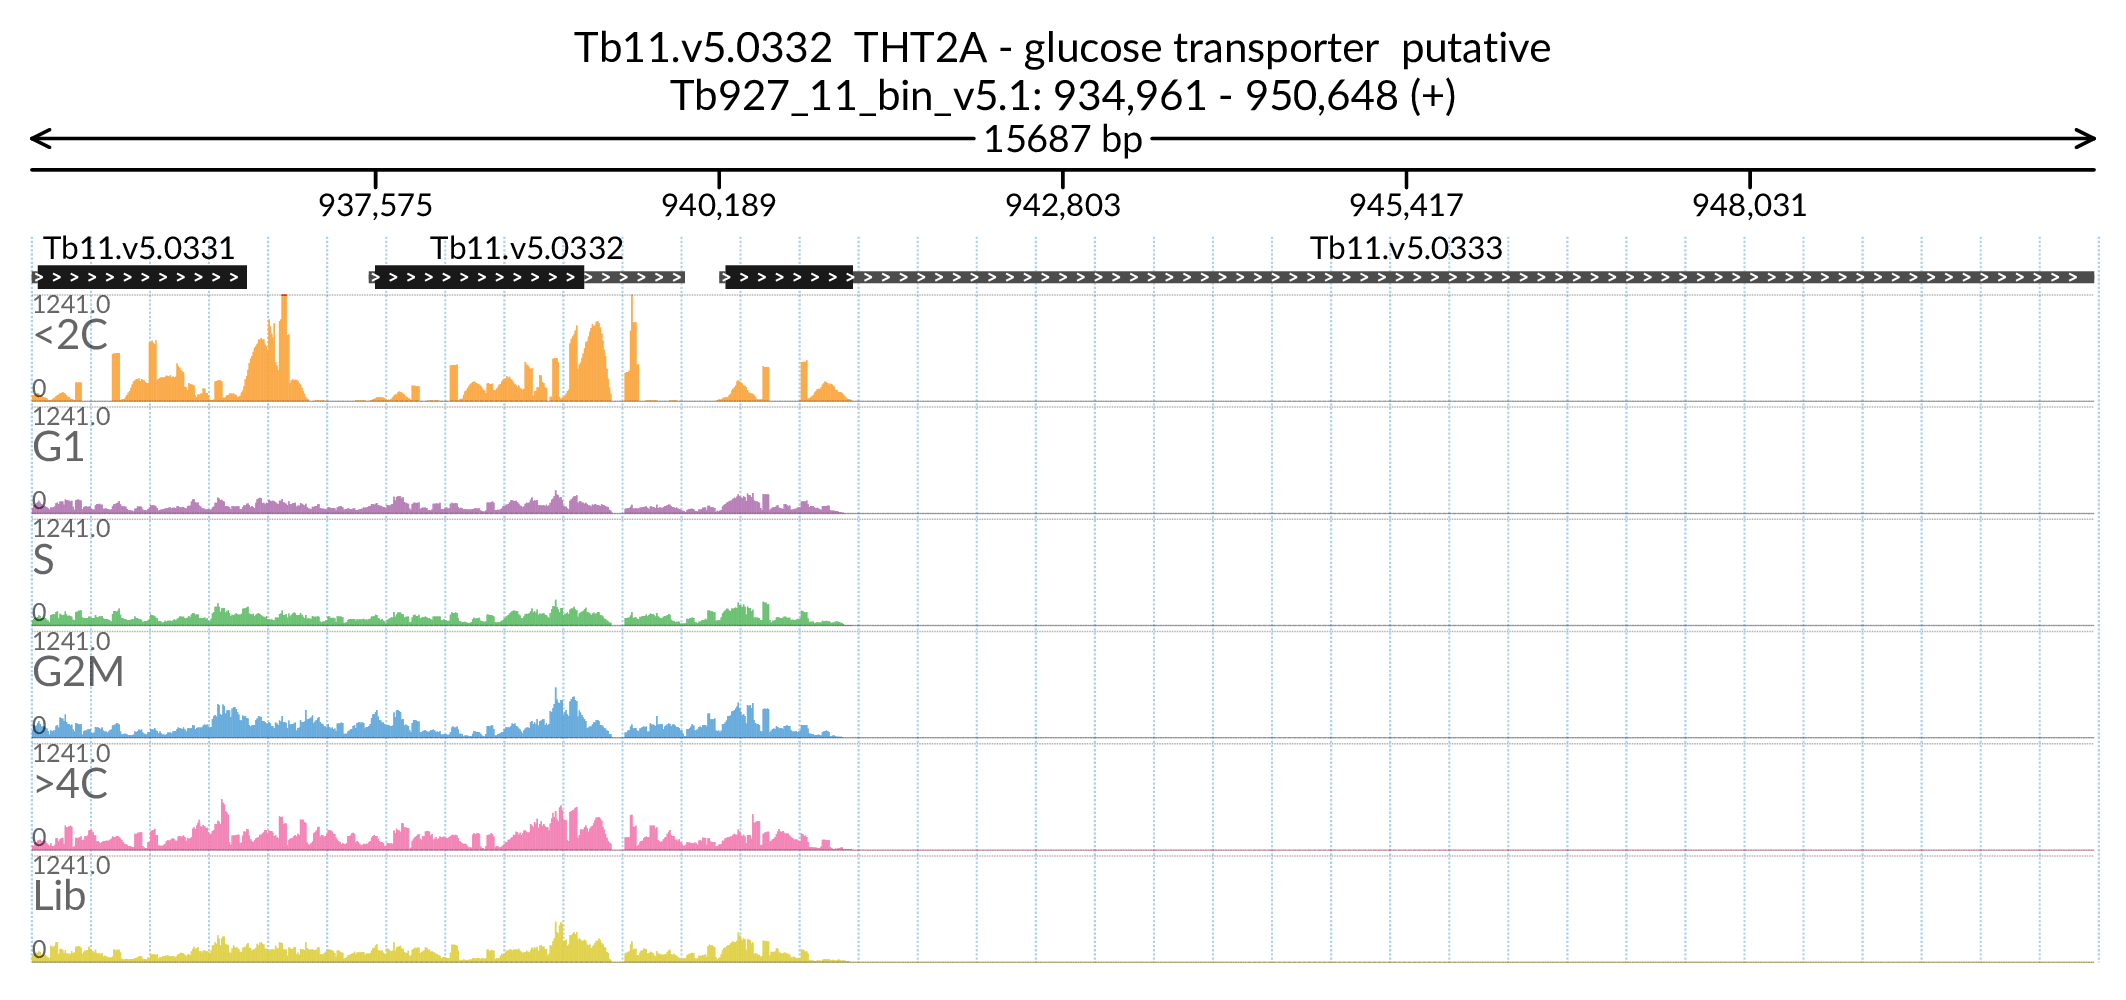 Tb11.v5.0332  THT2A - glucose transporter  putative
Tb927_11_bin_v5.1: 934,961 - 950,648 (+)
15687 bp
937,575 940,189 942,803 945,417 948,031
Tb11.v5.0331 Tb11.v5.0332 Tb11.v5.0333
1241.0
<2C
0
1241.0
G1
0
1241.0
S
0
1241.0
G2M
0
1241.0
>4C
0
1241.0
Lib
0